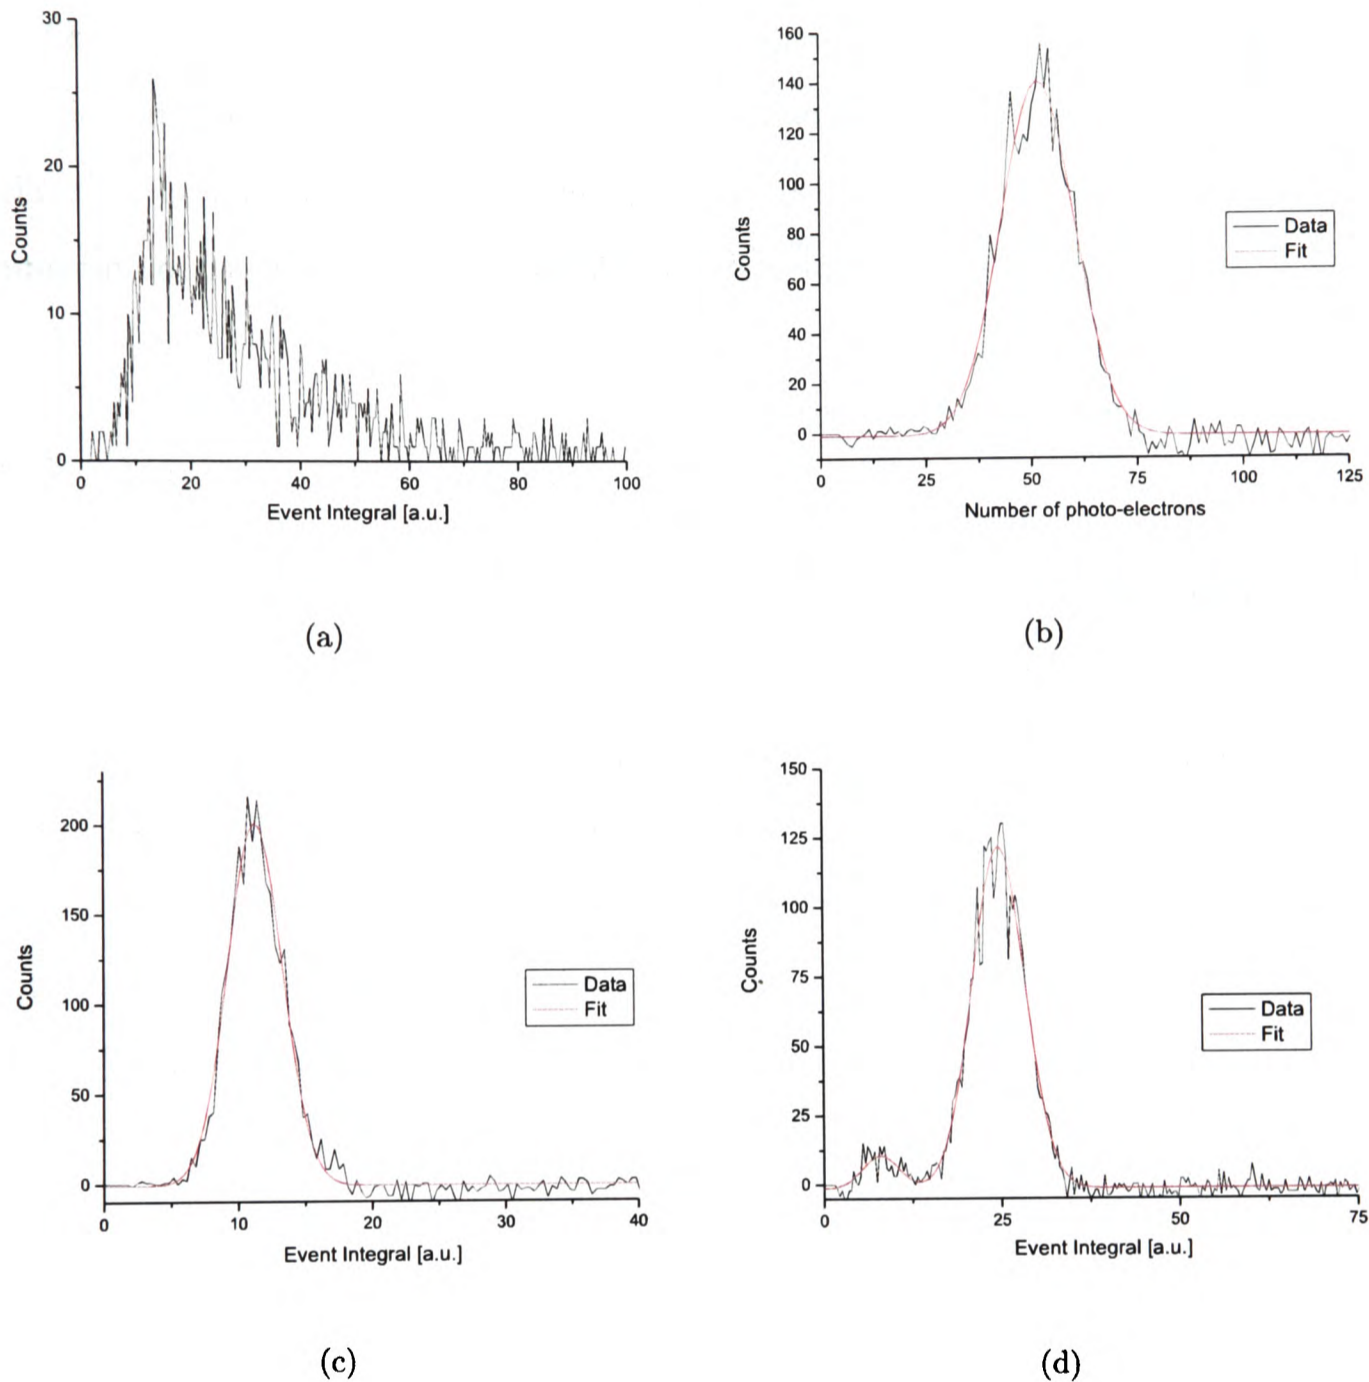 30
20
10
0
Counts
0 20 40 60 80 100
Event Integral [a.u.]
(a)
160
140
120
100
80
60
40
20
0
Counts
Data
Fit
0 25 50 75 100 125
Number of photo-electrons
(b)
200
150
100
50
0
Counts
Data
Fit
0 10 20 30 40
Event Integral [a.u.]
(c)
150
125
100
75
50
25
0
Counts
Data
Fit
0 25 50 75
Event Integral [a.u.]
(d)